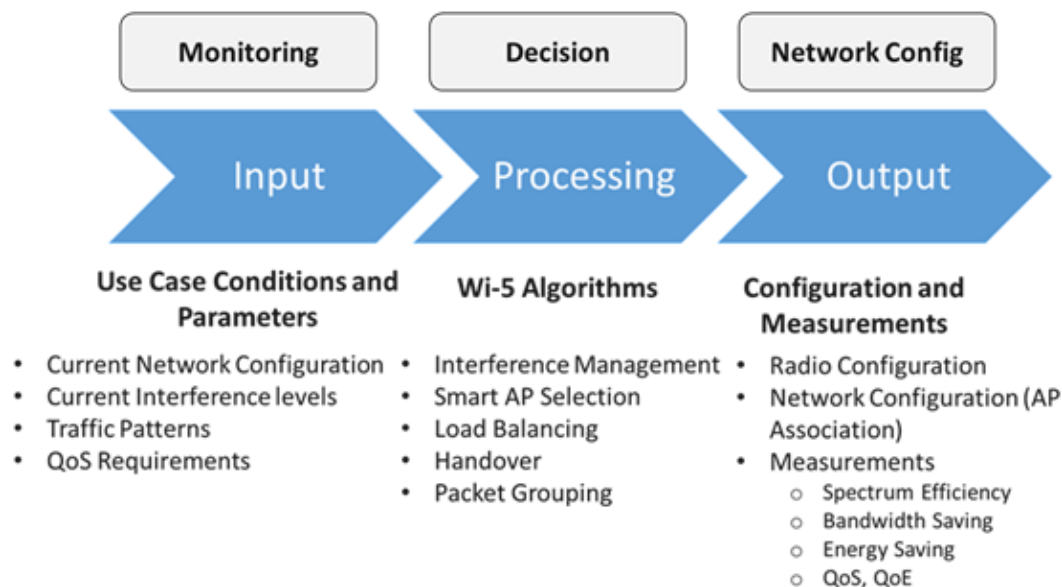 Monitoring
Decision
Network Config
Input
Processing
Output
Use Case Conditions and
Parameters
• Current Network Configuration
• Current Interference levels
• Traffic Patterns
• QoS Requirements
Wi-5 Algorithms
• Interference Management
• Smart AP Selection
• Load Balancing
• Handover
• Packet Grouping
Configuration and
Measurements
• Radio Configuration
• Network Configuration (AP
Association)
• Measurements
o Spectrum Efficiency
o Bandwidth Saving
o Energy Saving
o QoS, QoE